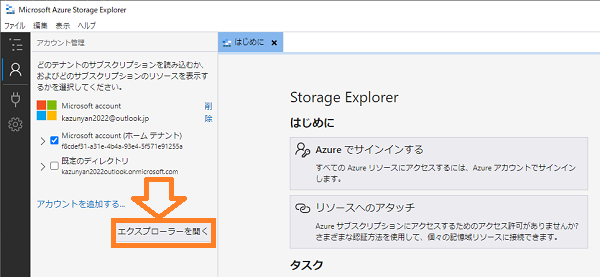 Microsoft Azure Storage Explorer
ファイル 編集 表示 ヘルプ
アカウント管理
どのテナントのサブスクリプションを読み込むか、
およびどのサブスクリプションのリソースを表示す
るかを選択してください。
Microsoft account 削
kazunyan2022@outlook.jp 除
Microsoft account (ホーム テナント)
f8cdef31-a31e-4b4a-93e4-5f571e91255a
既定のディレクトリ
kazunyan2022outlook.onmicrosoft.com
アカウントを追加する...
エクスプローラーを開く
はじめに
Storage Explorer
はじめに
Azure でサインインする
すべての Azure リソースにアクセスするには、Azure アカウントでサインイン
します。
リソースへのアタッチ
Azure サブスクリプションにアクセスするためのアクセス許可がありませんか?
さまざまな認証方法を使用して、個々の記憶域リソースに接続できます。
タスク